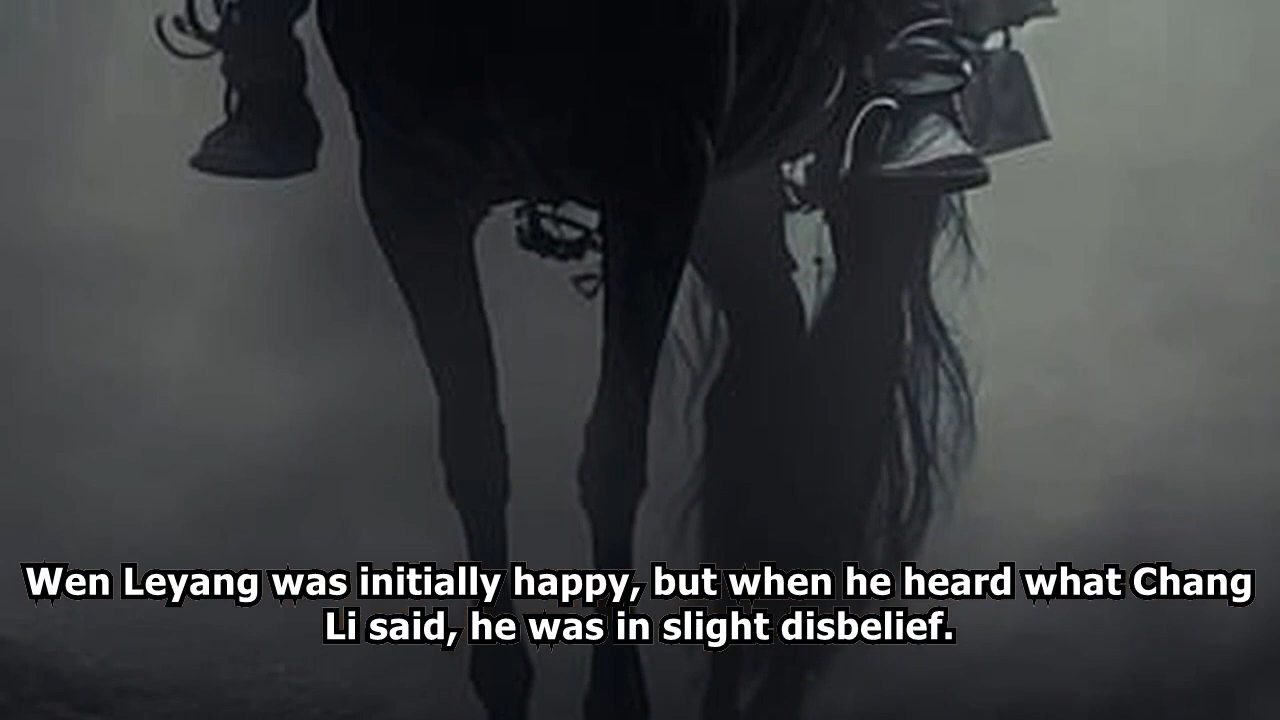 Wen Leyang was initially happy, but when he heard what Chang
Li said, he was in slight disbelief.